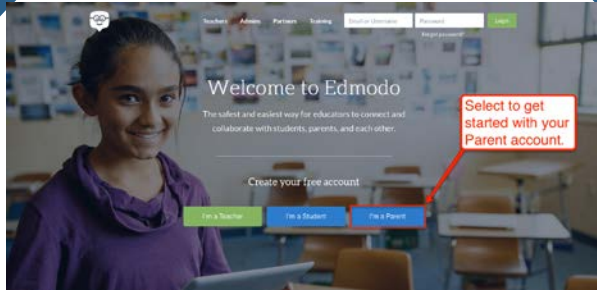 Teachers Admins Partners Training Email or Username Password Login
Forgot password?
Welcome to Edmodo
The safest and easiest way for educators to connect and
collaborate with students, parents, and each other.
Select to get
started with your
Parent account.
Create your free account
I'm a Teacher I'm a Student I'm a Parent